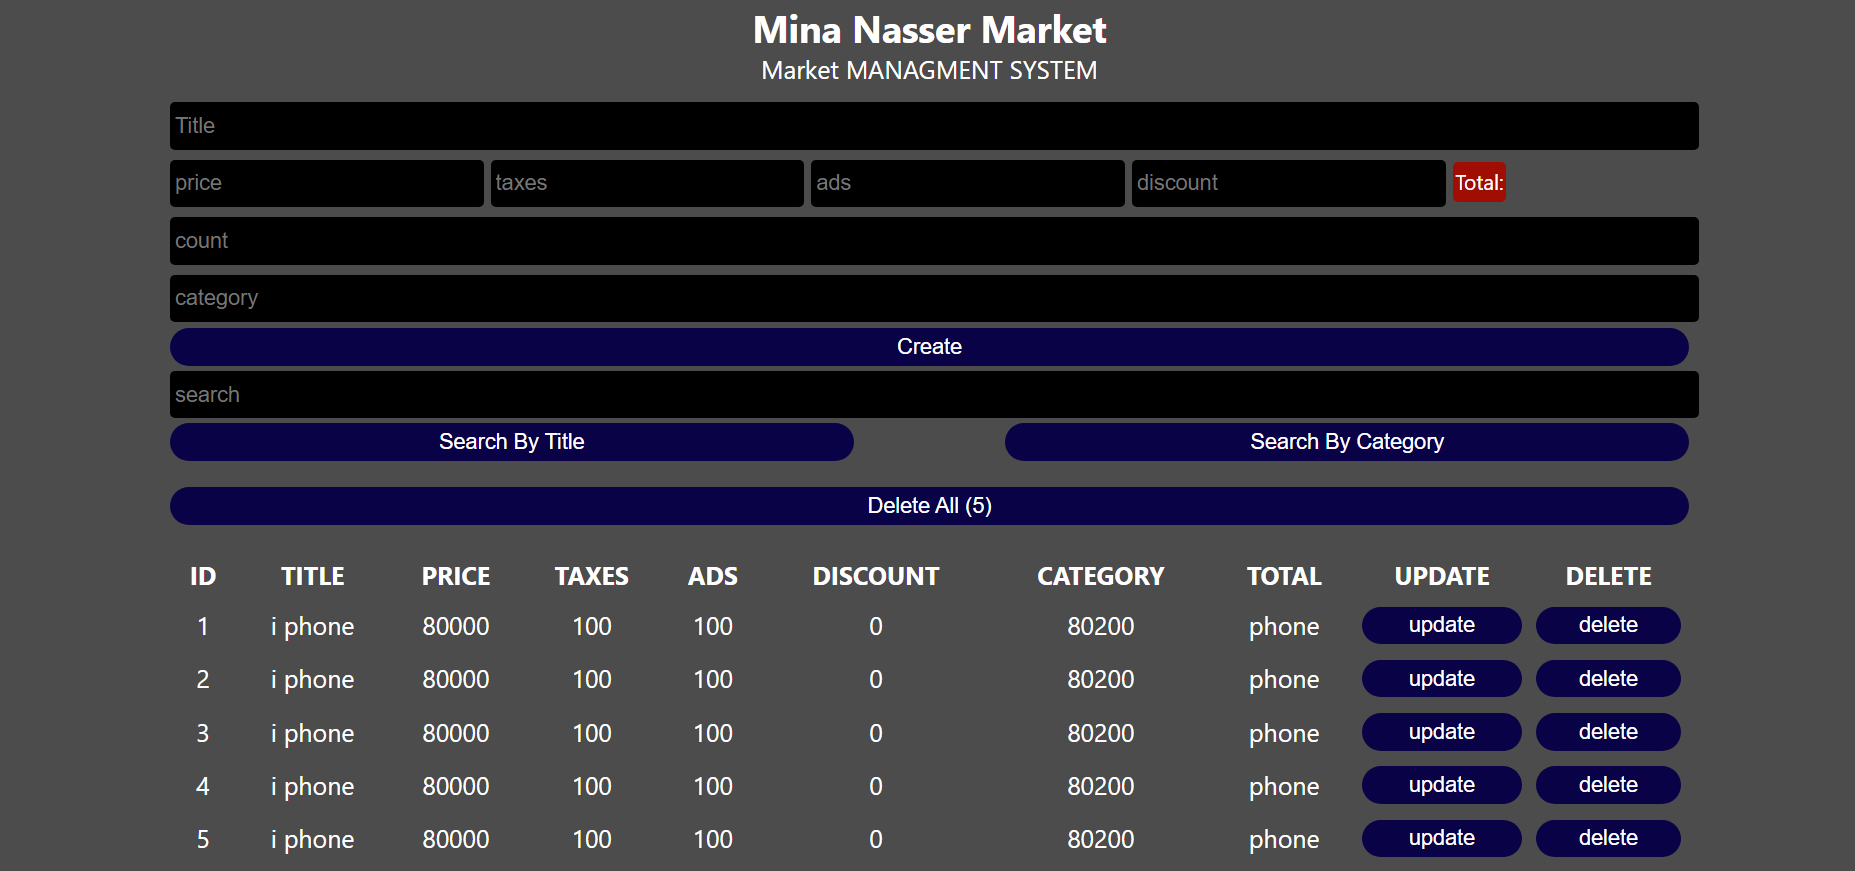 Mina Nasser Market
Market MANAGMENT SYSTEM
Title
price taxes ads discount Total:
count
category
Create
search
Search By Title Search By Category
Delete All (5)
ID TITLE PRICE TAXES ADS DISCOUNT CATEGORY TOTAL UPDATE DELETE
1 i phone 80000 100 100 0 80200 phone update delete
2 i phone 80000 100 100 0 80200 phone update delete
3 i phone 80000 100 100 0 80200 phone update delete
4 i phone 80000 100 100 0 80200 phone update delete
5 i phone 80000 100 100 0 80200 phone update delete